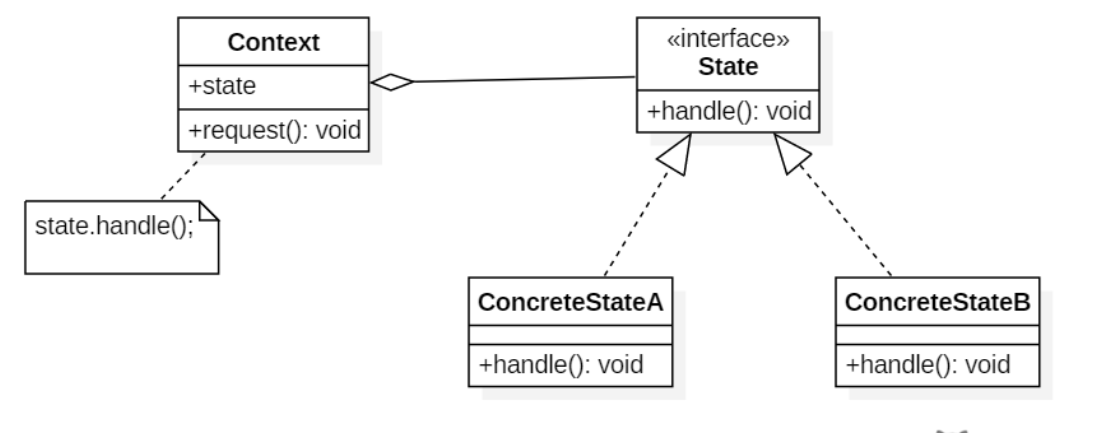 Context
+state
+request(): void
state.handle();
«interface»
State
+handle(): void
ConcreteStateA
+handle(): void
ConcreteStateB
+handle(): void